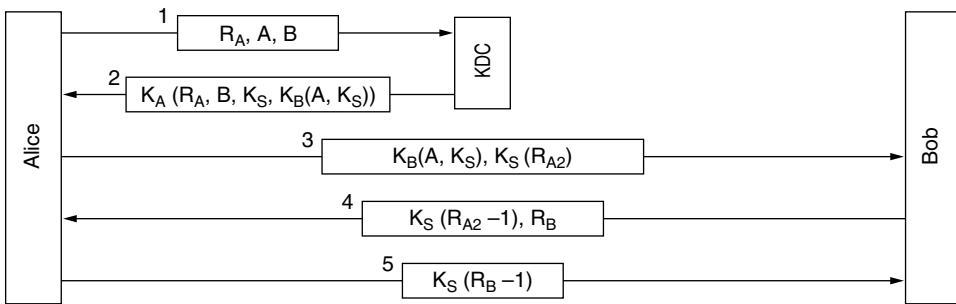 1
R_A, A, B
KDC
2
K_A (R_A, B, K_S, K_B(A, K_S))
Alice
Bob
3
K_B(A, K_S), K_S (R_A2)
4
K_S (R_A2 –1), R_B
5
K_S (R_B –1)